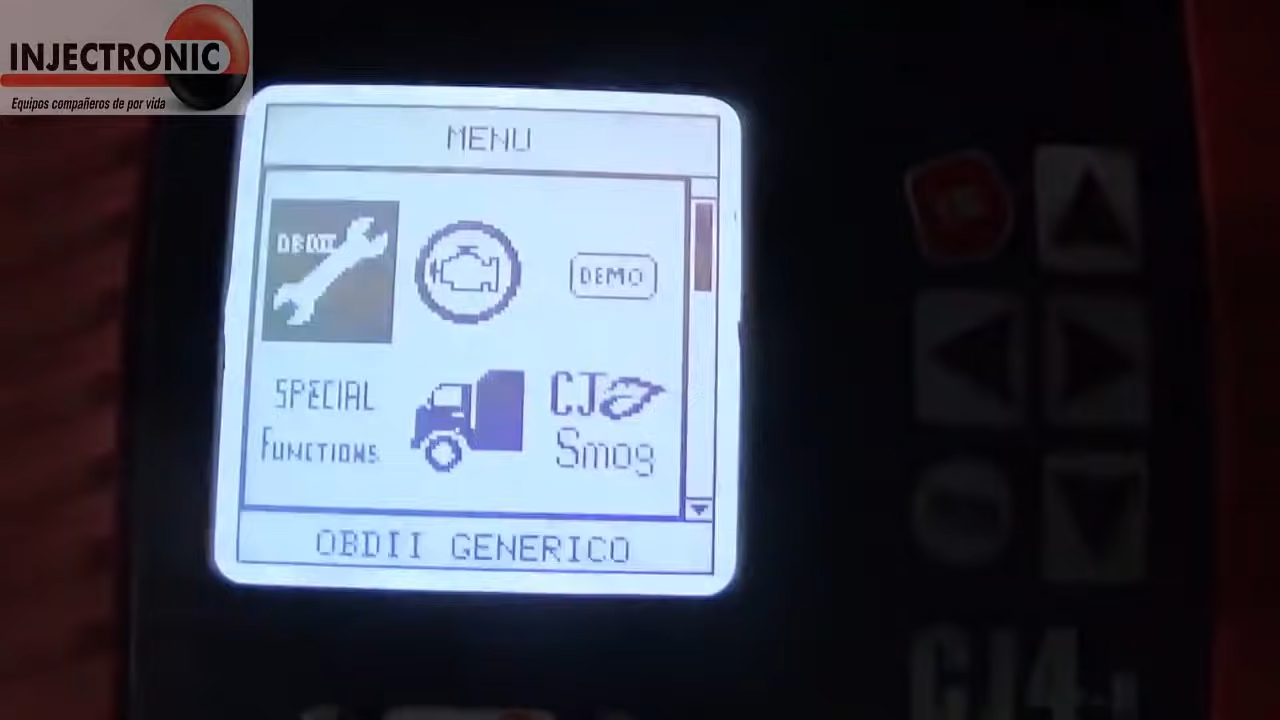 INJECTRONIC
Equipos compañeros de por vida
MENU
OBDII
DEMO
SPECIAL
FUNCTIONS
CJ
Smog
OBDII GENERICO
CJ4